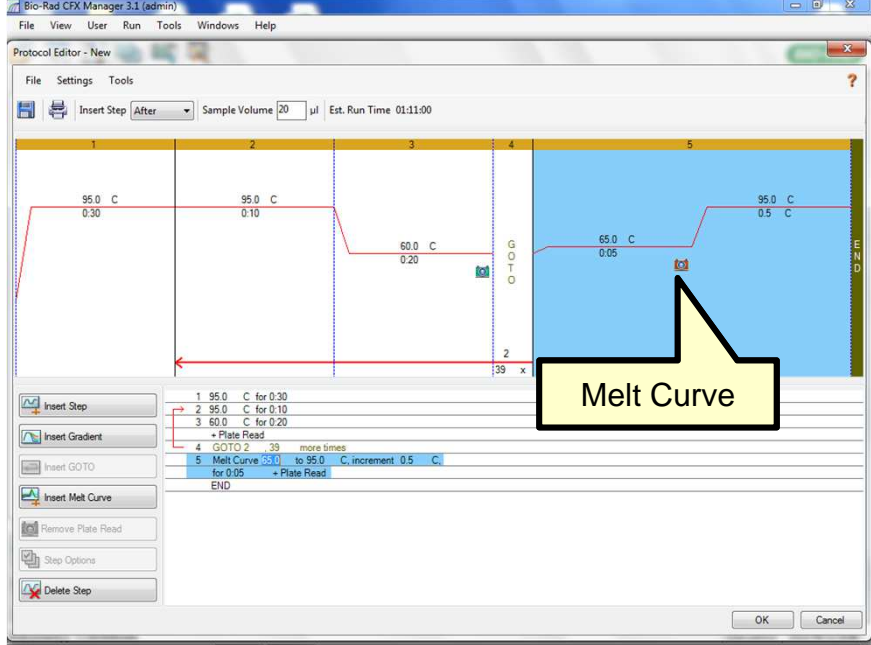 Bio-Rad CFX Manager 3.1 (admin)
File View User Run Tools Windows Help
Protocol Editor - New
File Settings Tools
?
Insert Step After Sample Volume 20 µl Est. Run Time 01:11:00
1 2 3 4 5
95.0 C
0:30
95.0 C
0:10
60.0 C
0:20
GOTO
65.0 C
0:05
95.0 C
0.5 C
END
2
39 x
Melt Curve
Insert Step
Insert Gradient
Insert GOTO
Insert Melt Curve
Remove Plate Read
Step Options
Delete Step
1 95.0 C for 0:30
2 95.0 C for 0:10
3 60.0 C for 0:20
+ Plate Read
4 GOTO 2 , 39 more times
5 Melt Curve 65.0 to 95.0 C, increment 0.5 C,
for 0:05 + Plate Read
END
OK Cancel